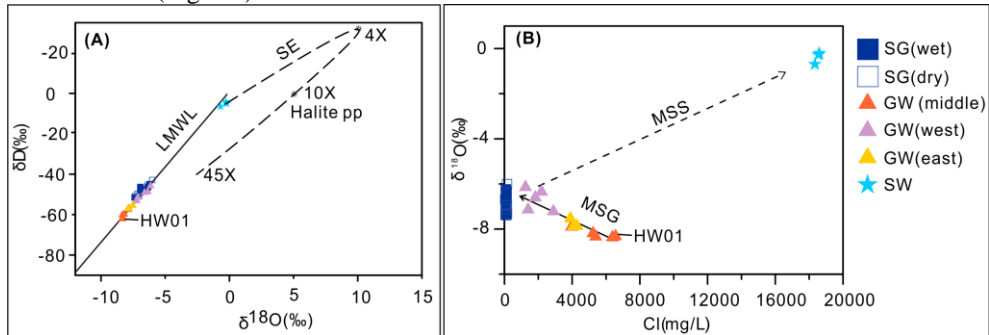 (A)
-20
0
-20
-40
-60
-80
δD(‰)
-10
-5
0
5
10
15
δ18O(‰)
LMWL
SE
4X
10X
Halite pp
45X
HW01
(B)
0
-4
-8
δ18O(‰)
0
4000
8000
12000
16000
20000
Cl(mg/L)
MSS
MSG
HW01
SG(wet)
SG(dry)
GW (middle)
GW(west)
GW(east)
SW